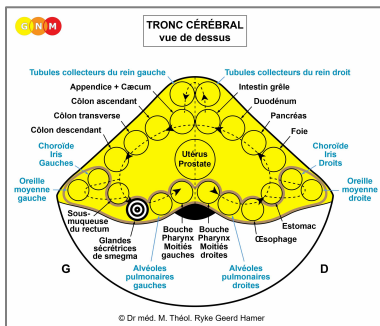 G N M
TRONC CÉRÉBRAL
vue de dessus
Tubules collecteurs du rein gauche
Tubules collecteurs du rein droit
Appendice + Cæcum
Intestin grêle
Côlon ascendant
Duodénum
Côlon transverse
Pancréas
Côlon descendant
Foie
Utérus
Prostate
Choroïde
Iris
Gauches
Choroïde
Iris
Droits
Oreille
moyenne
gauche
Oreille
moyenne
droite
Sous-
muqueuse
du rectum
Glandes
sécrétrices
de smegma
Bouche
Pharynx
Moitiés
gauches
Bouche
Pharynx
Moitiés
droites
Estomac
Œsophage
Alvéoles
pulmonaires
gauches
Alvéoles
pulmonaires
droites
G
D
© Dr méd. M. Théol. Ryke Geerd Hamer